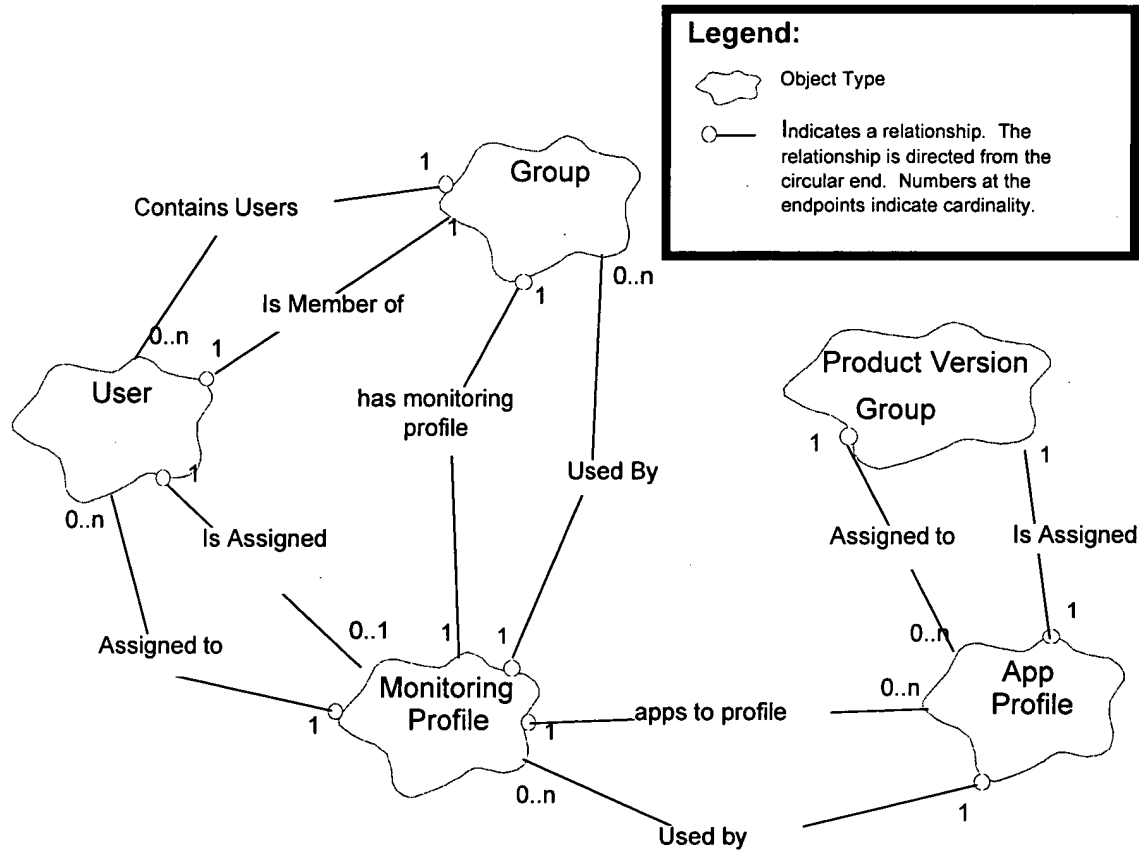 Legend:
Object Type
Indicates a relationship. The
relationship is directed from the
circular end. Numbers at the
endpoints indicate cardinality.
1
Group
Contains Users
1
0..n
1
Is Member of
0..n
1
User
has monitoring
profile
Product Version
Group
1
1
1
Used By
0..n
Is Assigned
Assigned to
Is Assigned
0..1
1
1
1
0..n
Assigned to
Monitoring
Profile
1
1
App
Profile
0..n
apps to profile
0..n
1
Used by